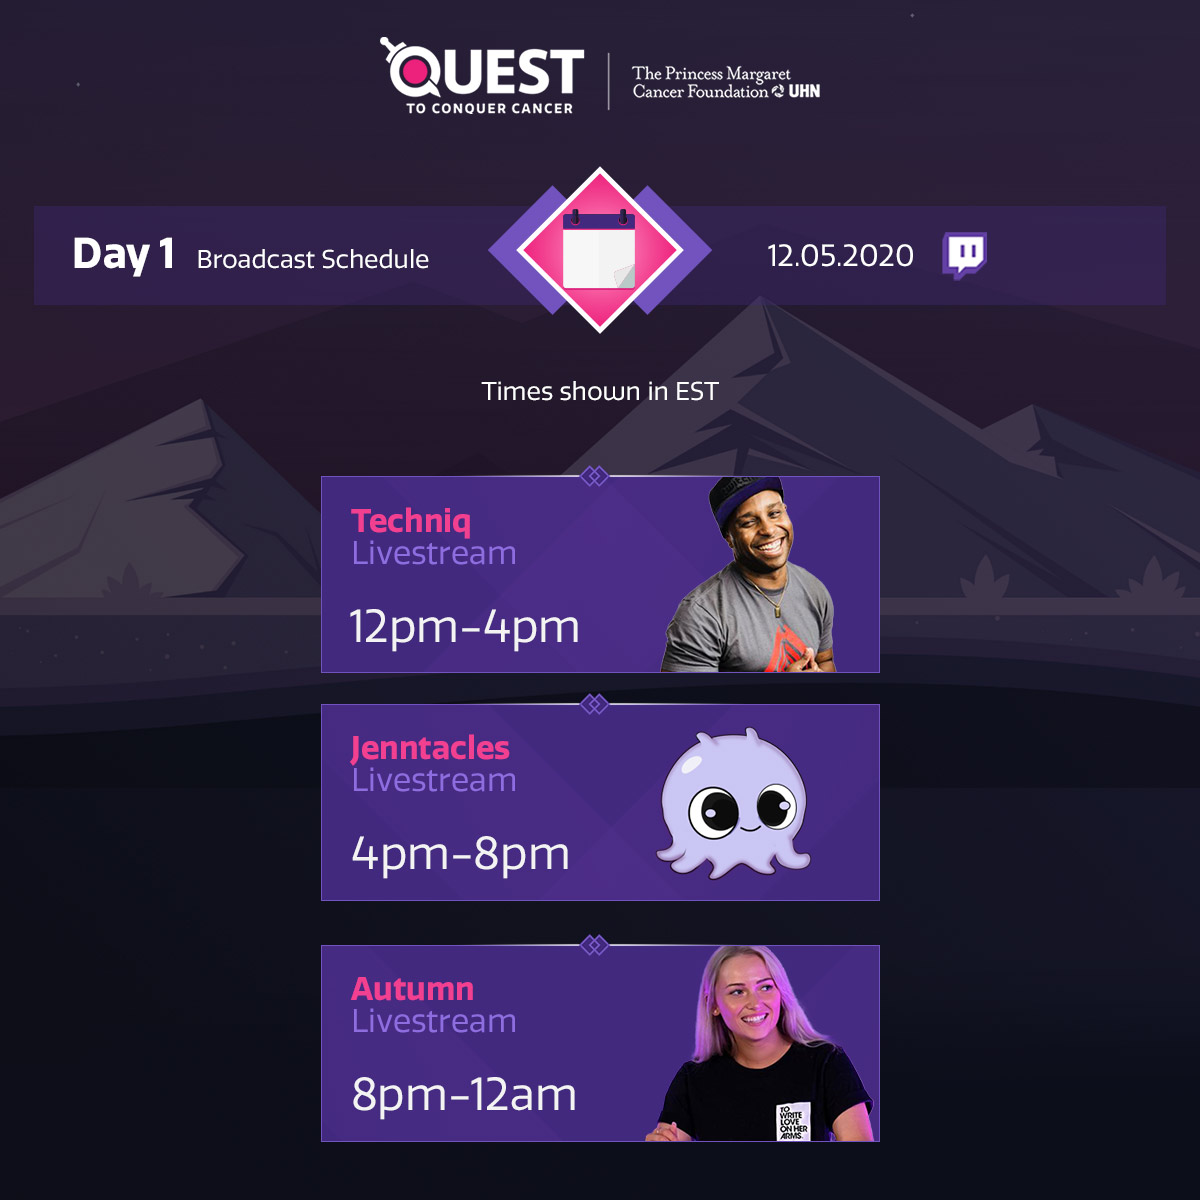 QUEST
TO CONQUER CANCER
The Princess Margaret
Cancer Foundation UHN
Day 1 Broadcast Schedule
12.05.2020
Times shown in EST
Techniq
Livestream
12pm-4pm
Jenntacles
Livestream
4pm-8pm
Autumn
Livestream
8pm-12am
TO
WRITE
LOVE
ON HER
ARMS.